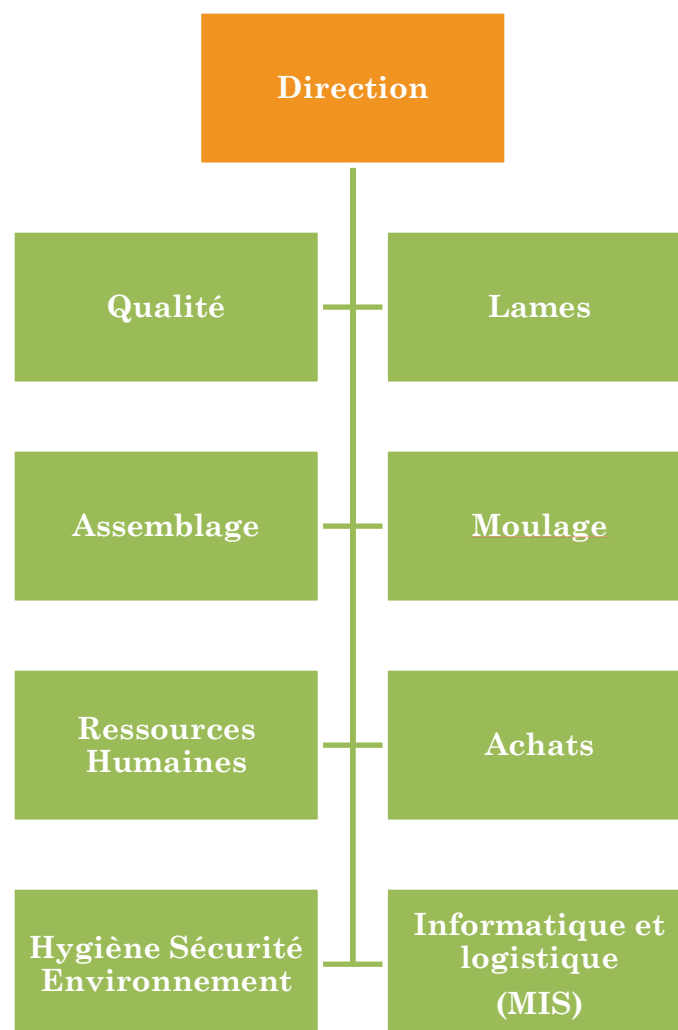 Direction
Qualité
Lames
Assemblage
Moulage
Ressources
Humaines
Achats
Hygiène Sécurité
Environnement
Informatique et
logistique
(MIS)